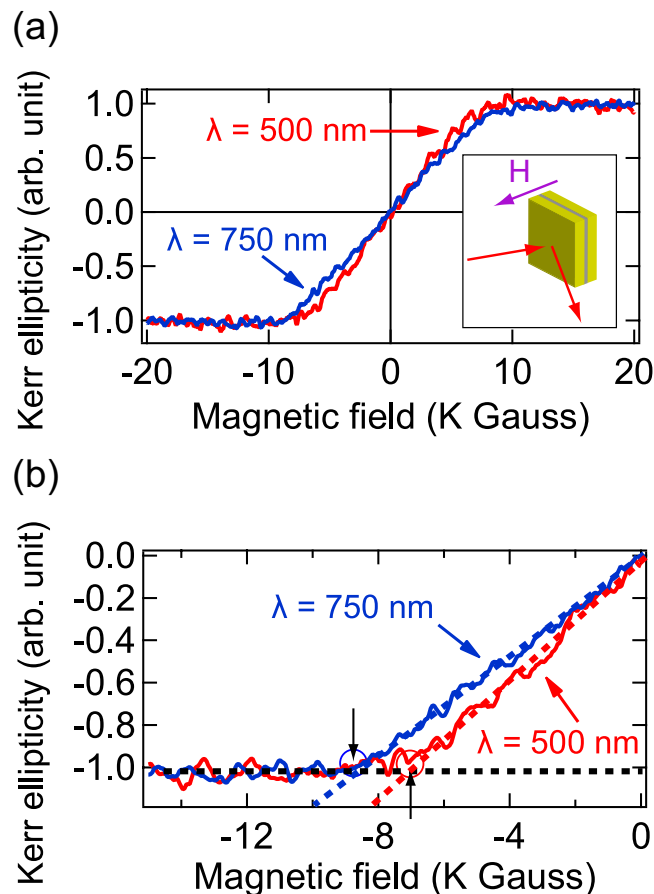 (a)
Kerr ellipticity (arb. unit)
1.0
0.5
0.0
-0.5
-1.0
λ = 500 nm
λ = 750 nm
H
-20
-10
0
10
20
Magnetic field (K Gauss)
(b)
Kerr ellipticity (arb. unit)
0.0
-0.2
-0.4
-0.6
-0.8
-1.0
λ = 750 nm
λ = 500 nm
-12
-8
-4
0
Magnetic field (K Gauss)